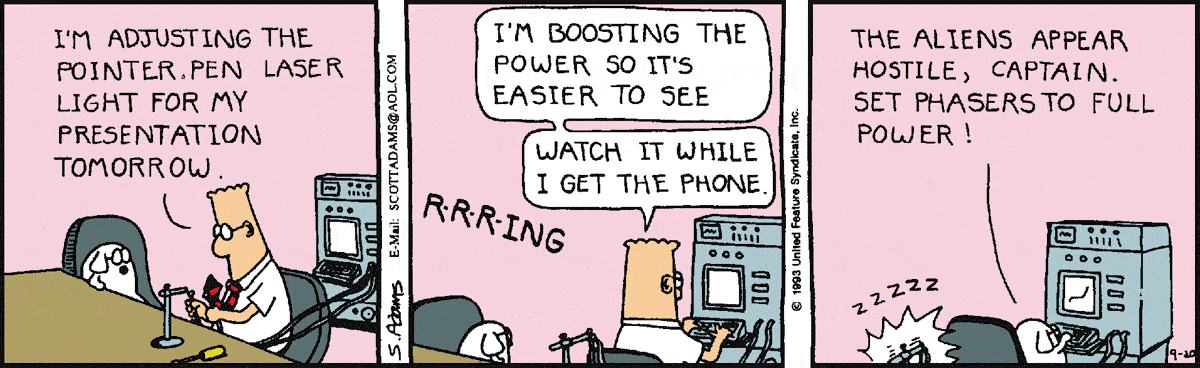 I'M ADJUSTING THE
POINTER-PEN LASER
LIGHT FOR MY
PRESENTATION
TOMORROW.
E-Mail: SCOTTADAMS@AOL.COM
S.Adams
I'M BOOSTING THE
POWER SO IT'S
EASIER TO SEE
WATCH IT WHILE
I GET THE PHONE.
R-R-R-ING
© 1993 United Feature Syndicate, Inc.
THE ALIENS APPEAR
HOSTILE, CAPTAIN.
SET PHASERS TO FULL
POWER!
ZZZZZ
9-20